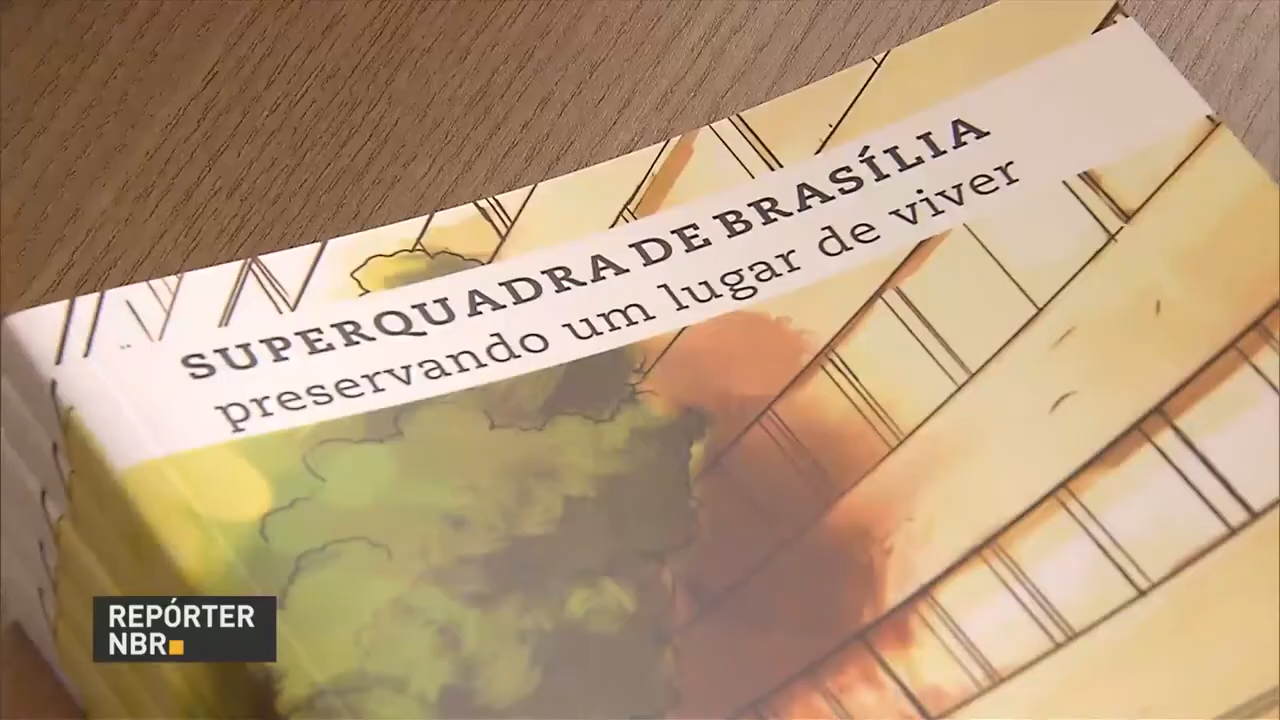 SUPERQUADRA DE BRASÍLIA
preservando um lugar de viver
REPÓRTER
NBR